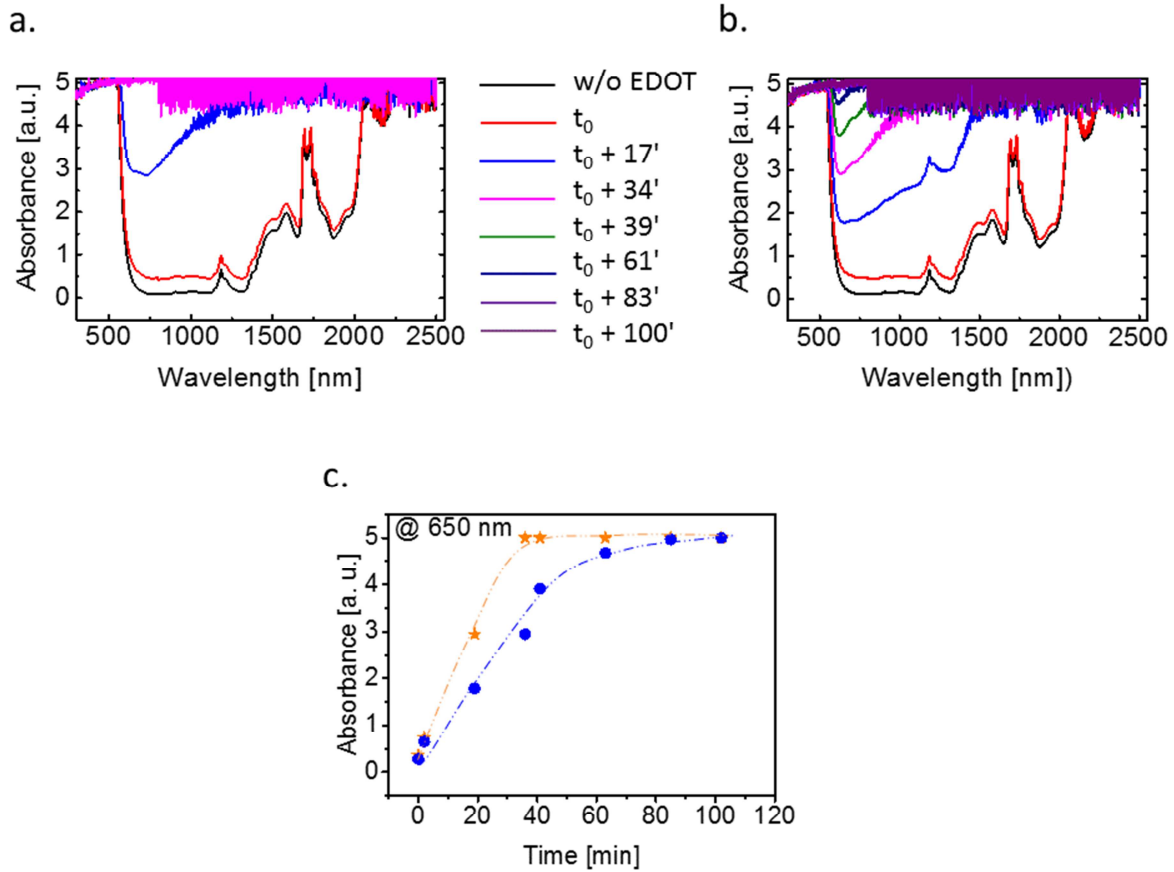 a.
5
4
3
2
1
0
Absorbance [a.u.]
500 1000 1500 2000 2500
Wavelength [nm]
w/o EDOT
t0
t0 + 17'
t0 + 34'
t0 + 39'
t0 + 61'
t0 + 83'
t0 + 100'
b.
5
4
3
2
1
0
Absorbance [a.u.]
500 1000 1500 2000 2500
Wavelength [nm])
c.
@ 650 nm
5
4
3
2
1
0
Absorbance [a. u.]
0 20 40 60 80 100 120
Time [min]